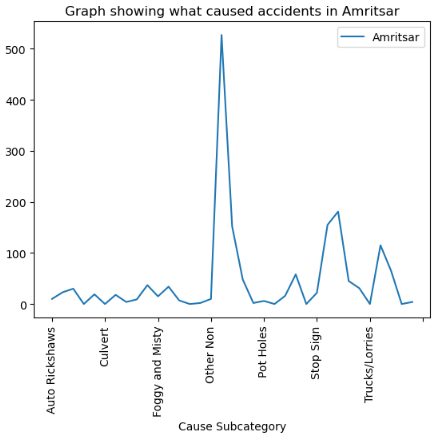 Graph showing what caused accidents in Amritsar
Amritsar
500
400
300
200
100
0
Auto Rickshaws
Culvert
Foggy and Misty
Other Non
Pot Holes
Stop Sign
Trucks/Lorries
Cause Subcategory